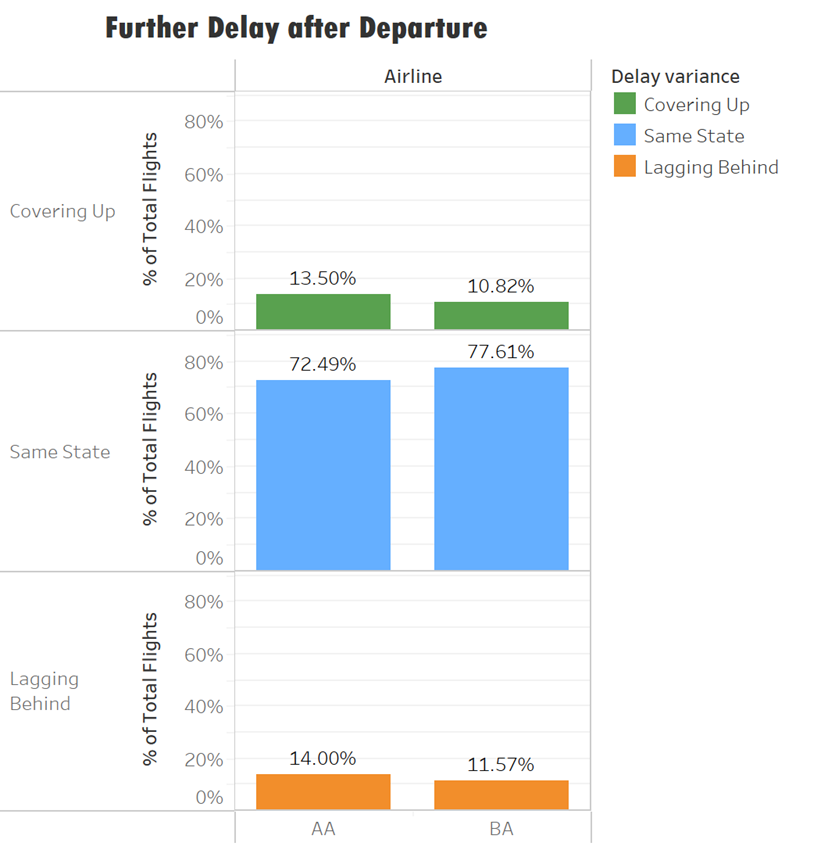 Further Delay after Departure
Airline
Delay variance
Covering Up
Same State
Lagging Behind
Covering Up
% of Total Flights
80%
60%
40%
20%
0%
13.50%
10.82%
Same State
% of Total Flights
80%
60%
40%
20%
0%
72.49%
77.61%
Lagging
Behind
% of Total Flights
80%
60%
40%
20%
0%
14.00%
11.57%
AA
BA